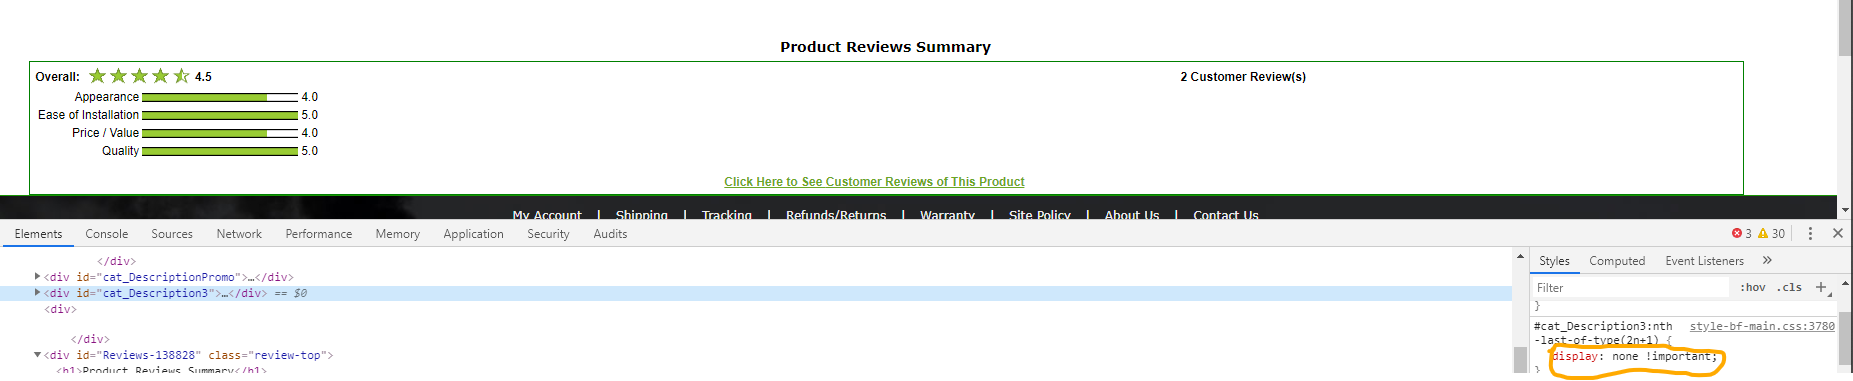 Product Reviews Summary
Overall: 4.5 2 Customer Review(s)
Appearance 4.0
Ease of Installation 5.0
Price / Value 4.0
Quality 5.0
Click Here to See Customer Reviews of This Product
My Account | Shipping | Tracking | Refunds/Returns | Warranty | Site Policy | About Us | Contact Us
Elements Console Sources Network Performance Memory Application Security Audits 3 30
</div>
<div id="cat_DescriptionPromo">…</div>
<div id="cat_Description3">…</div> == $0
<div>
</div>
<div id="Reviews-138828" class="review-top">
<h1>Product Reviews Summary</h1>
Styles Computed Event Listeners »
Filter :hov .cls +
}
#cat_Description3:nth style-bf-main.css:3780
-last-of-type(2n+1) {
display: none !important;
}